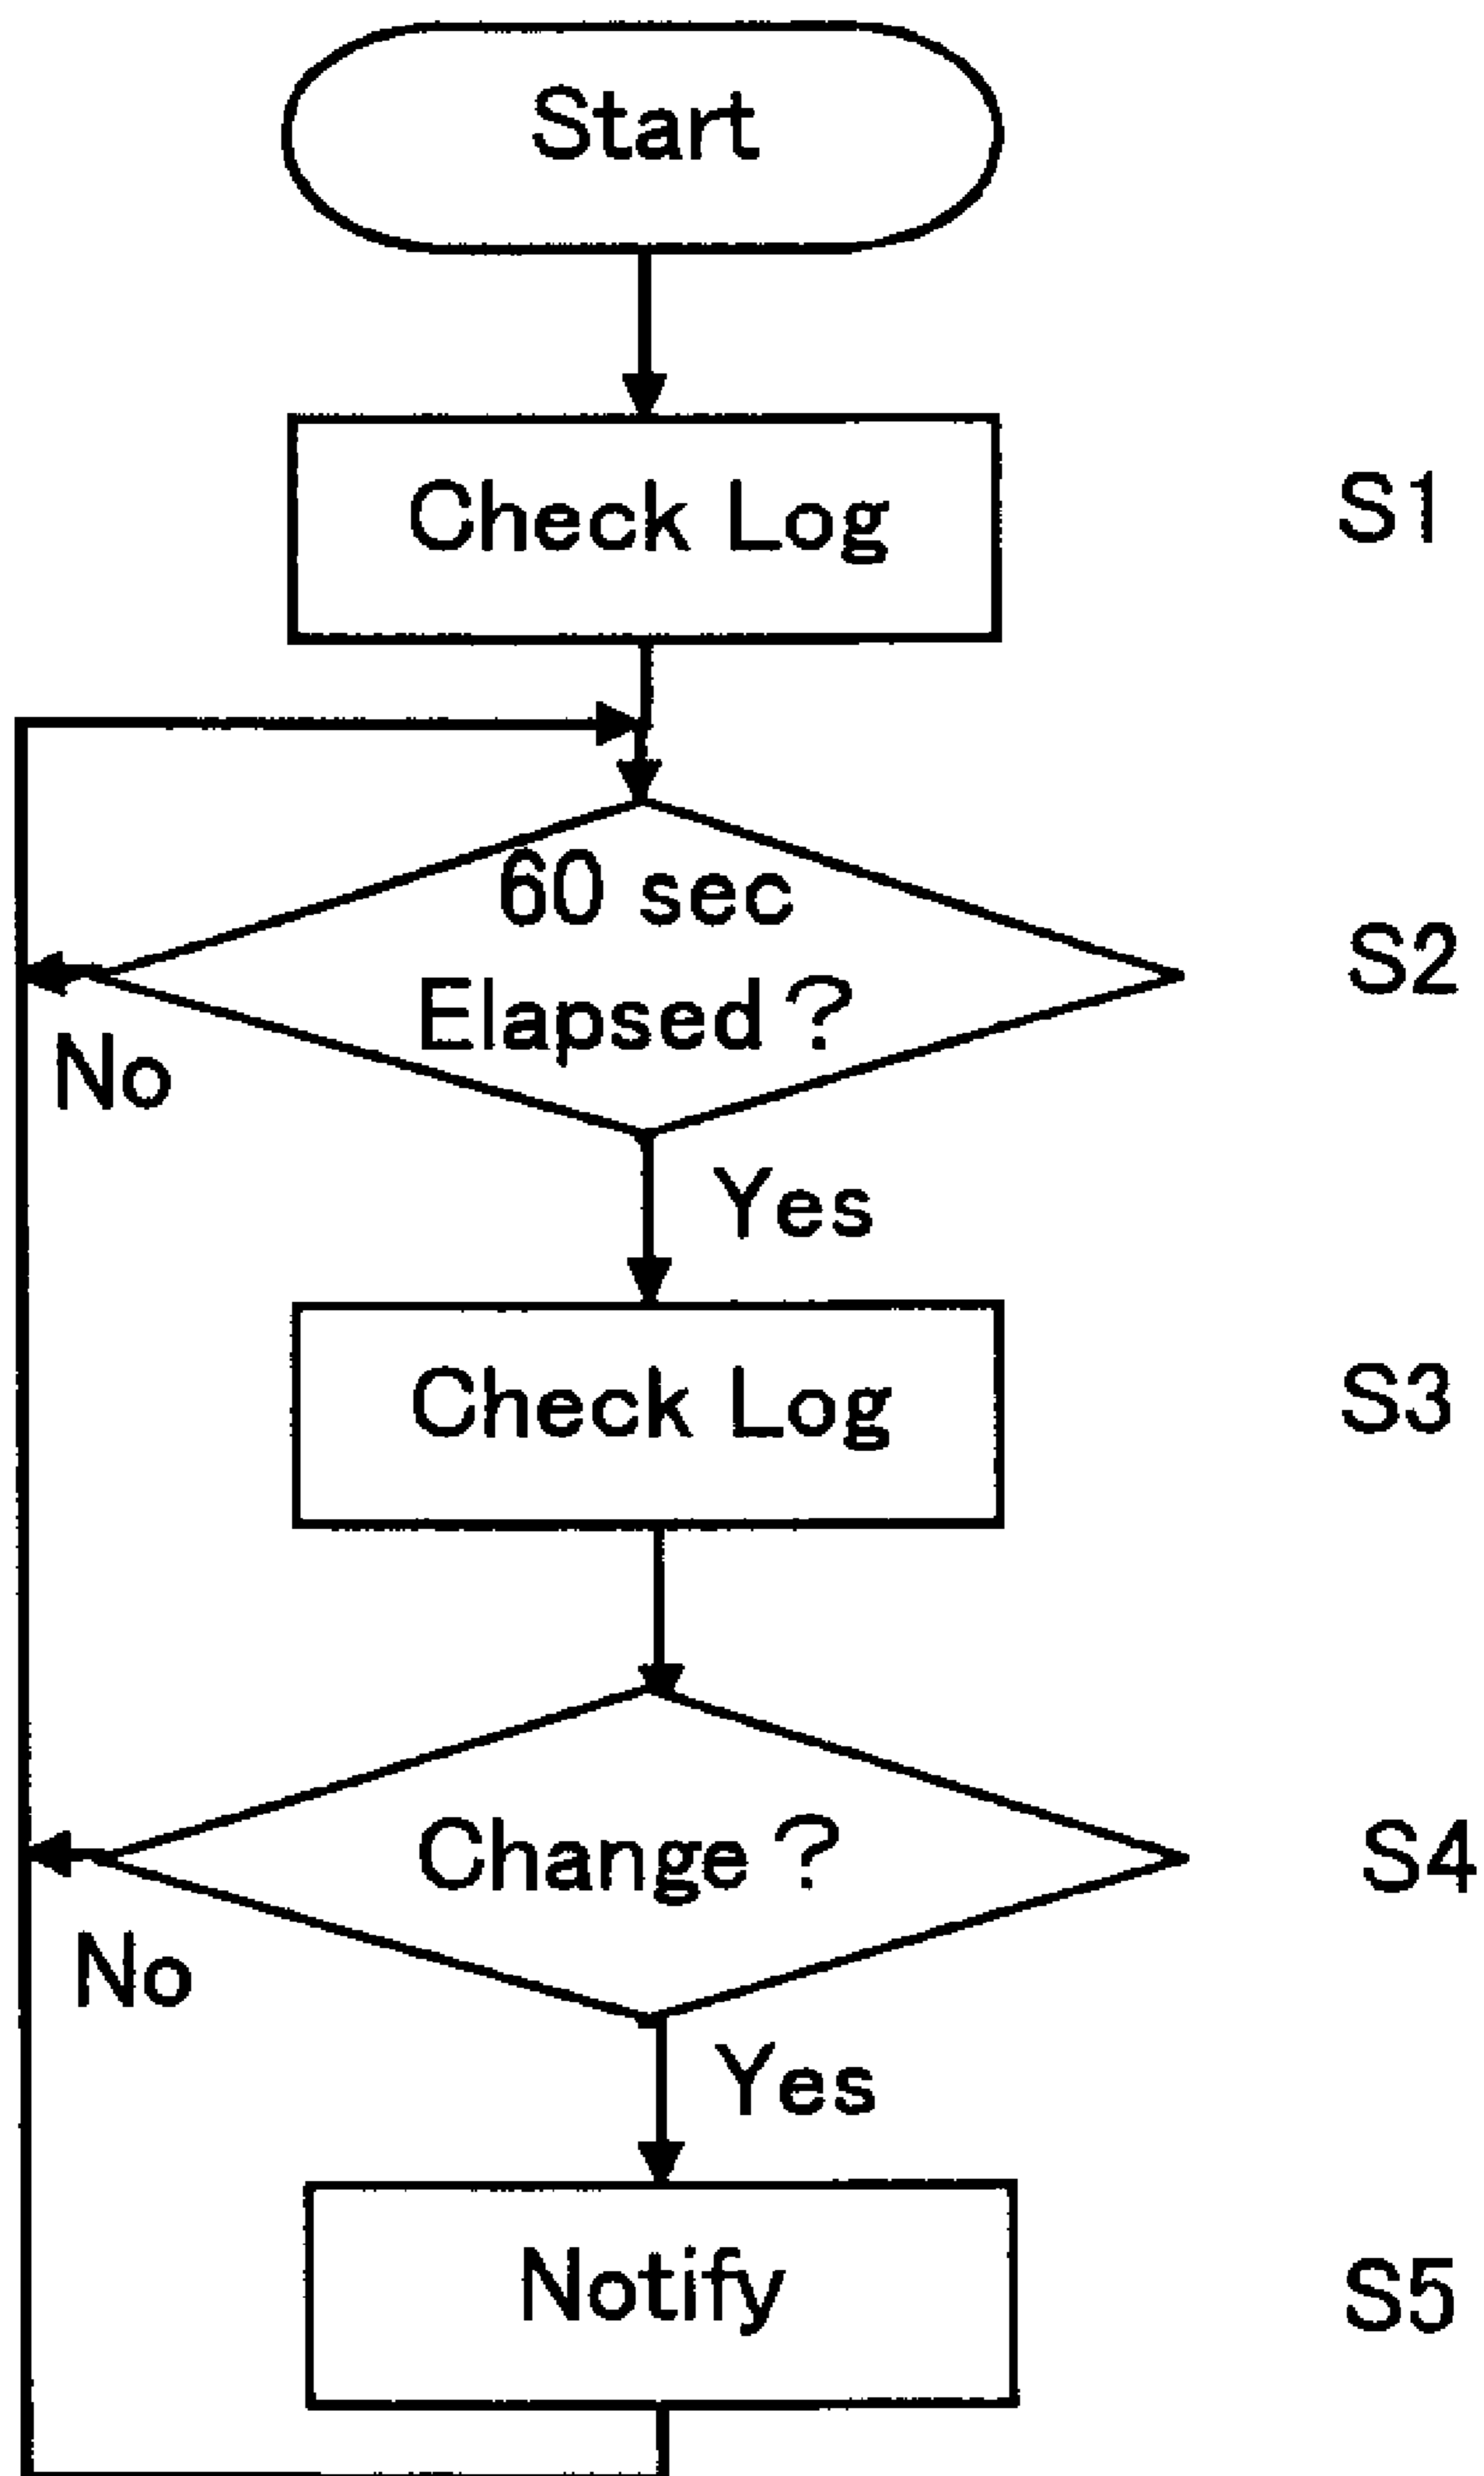 Start
Check Log
S1
60 sec
Elapsed ?
S2
No
Yes
Check Log
S3
Change ?
S4
No
Yes
Notify
S5